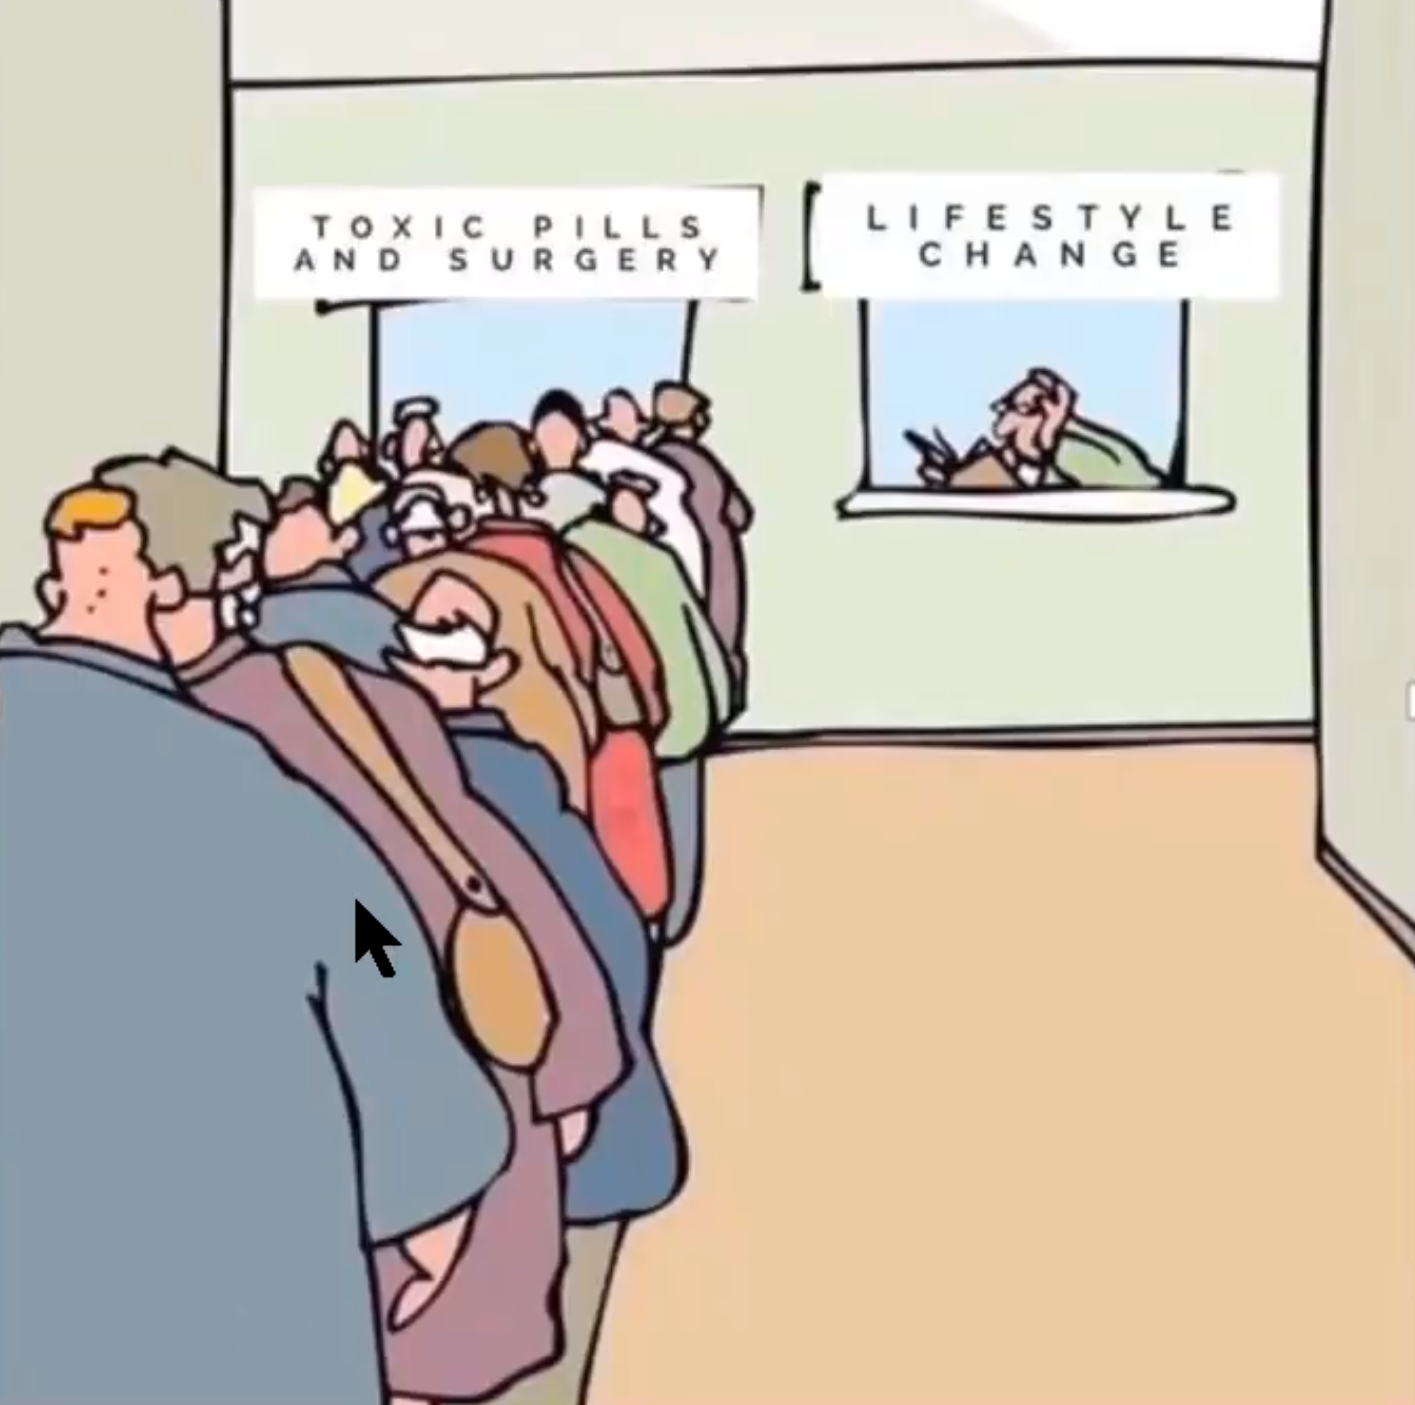 TOXIC PILLS
AND SURGERY
LIFESTYLE
CHANGE